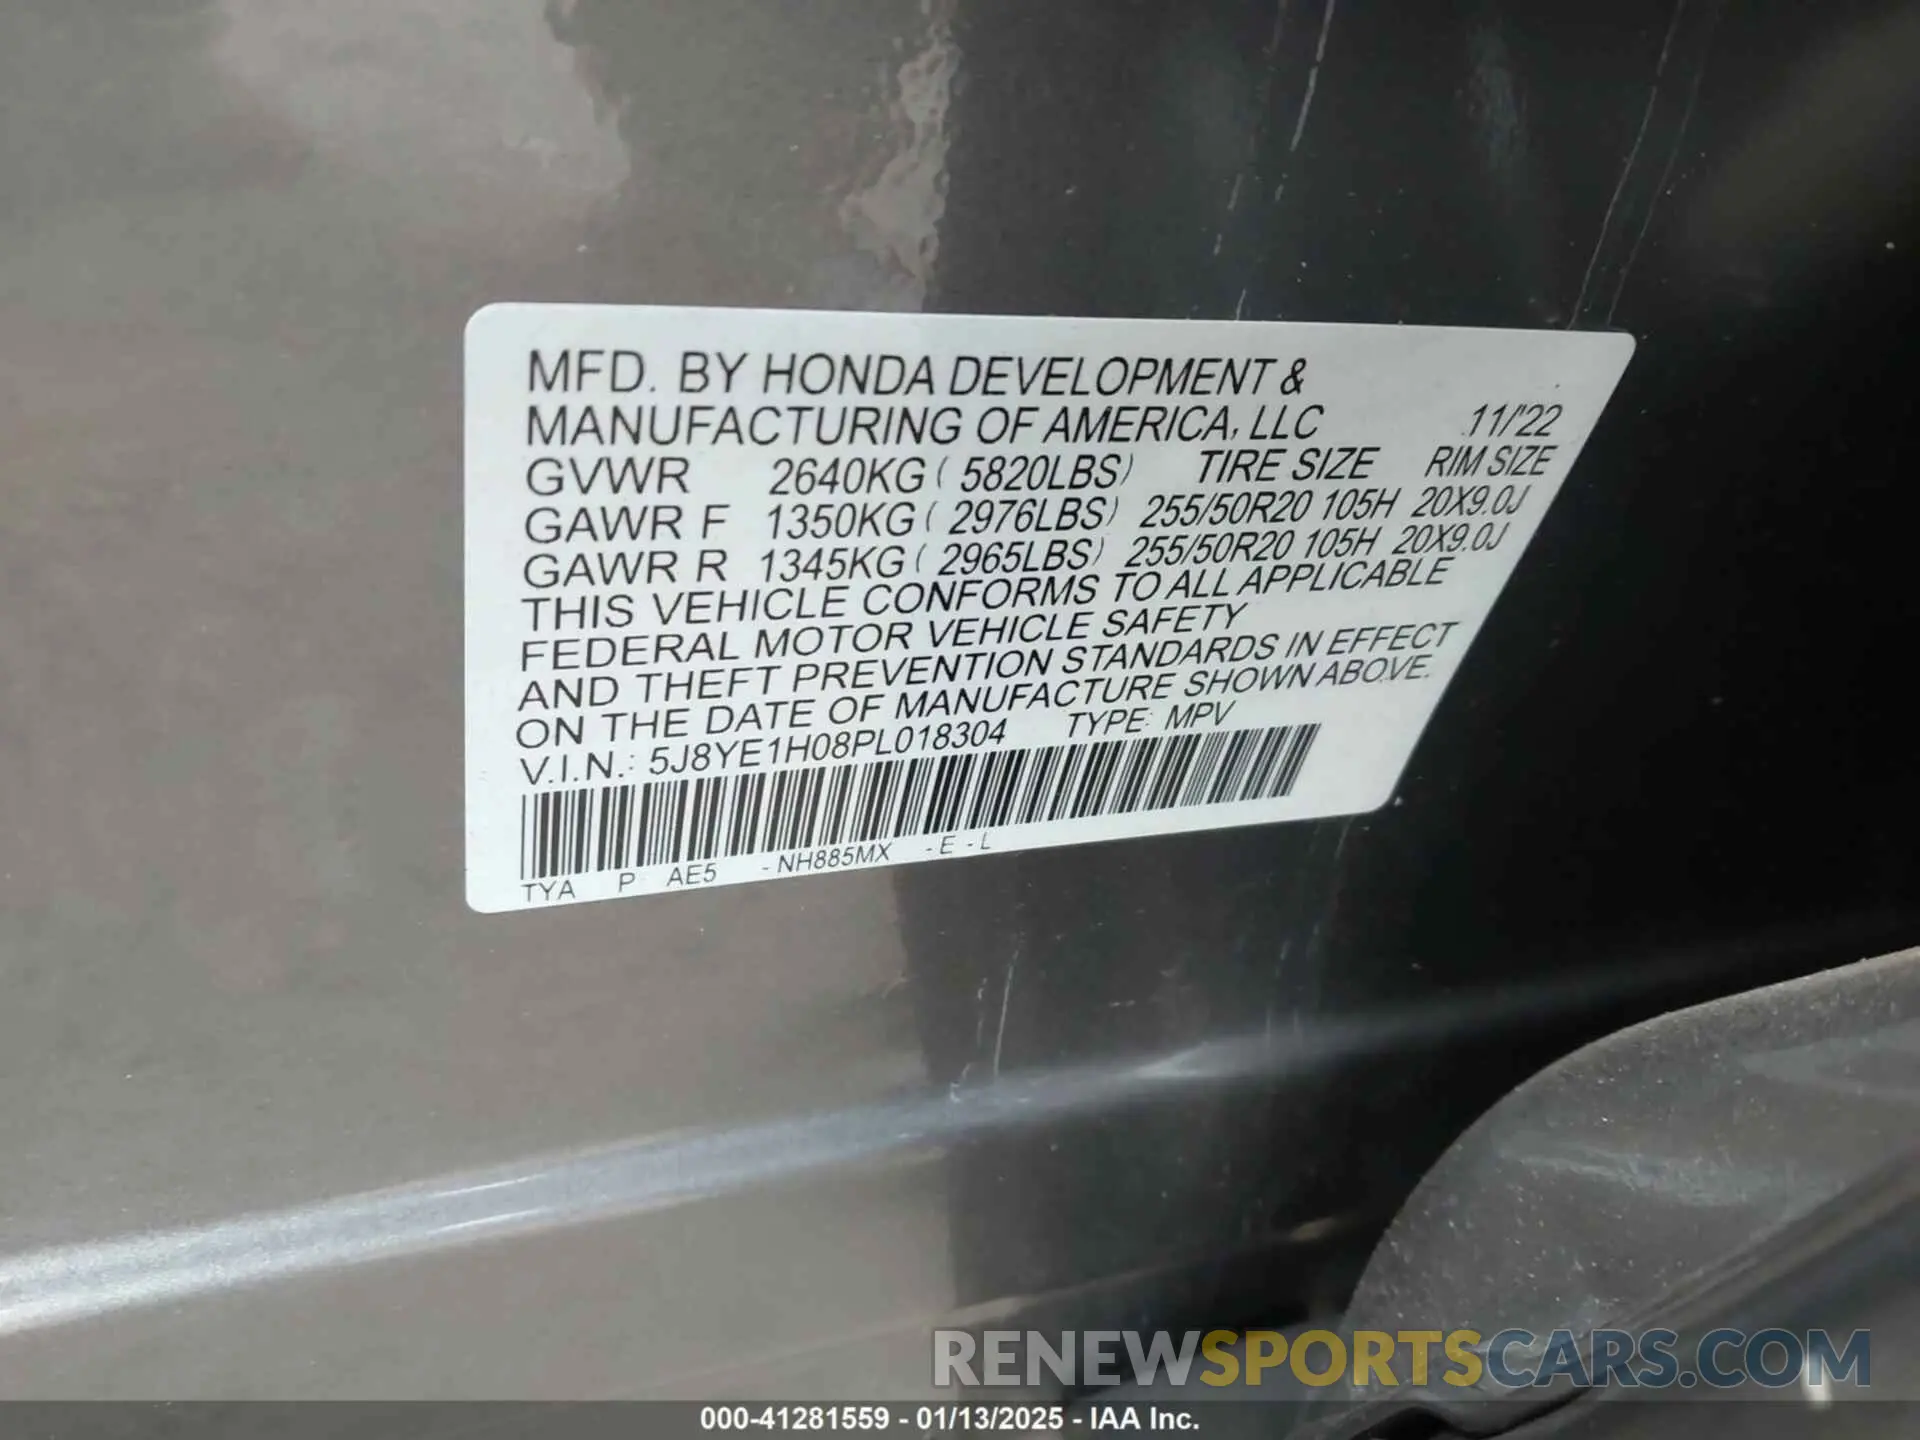 MFD. BY HONDA DEVELOPMENT &
MANUFACTURING OF AMERICA, LLC 11/'22
GVWR 2640KG ( 5820LBS) TIRE SIZE RIM SIZE
GAWR F 1350KG ( 2976LBS) 255/50R20 105H 20X9.0J
GAWR R 1345KG ( 2965LBS) 255/50R20 105H 20X9.0J
THIS VEHICLE CONFORMS TO ALL APPLICABLE
FEDERAL MOTOR VEHICLE SAFETY
AND THEFT PREVENTION STANDARDS IN EFFECT
ON THE DATE OF MANUFACTURE SHOWN ABOVE.
V.I.N.: 5J8YE1H08PL018304 TYPE: MPV
TYA P AE5 - NH885MX - E - L
RENEWSPORTSCARS.COM
000-41281559 - 01/13/2025 - IAA Inc.